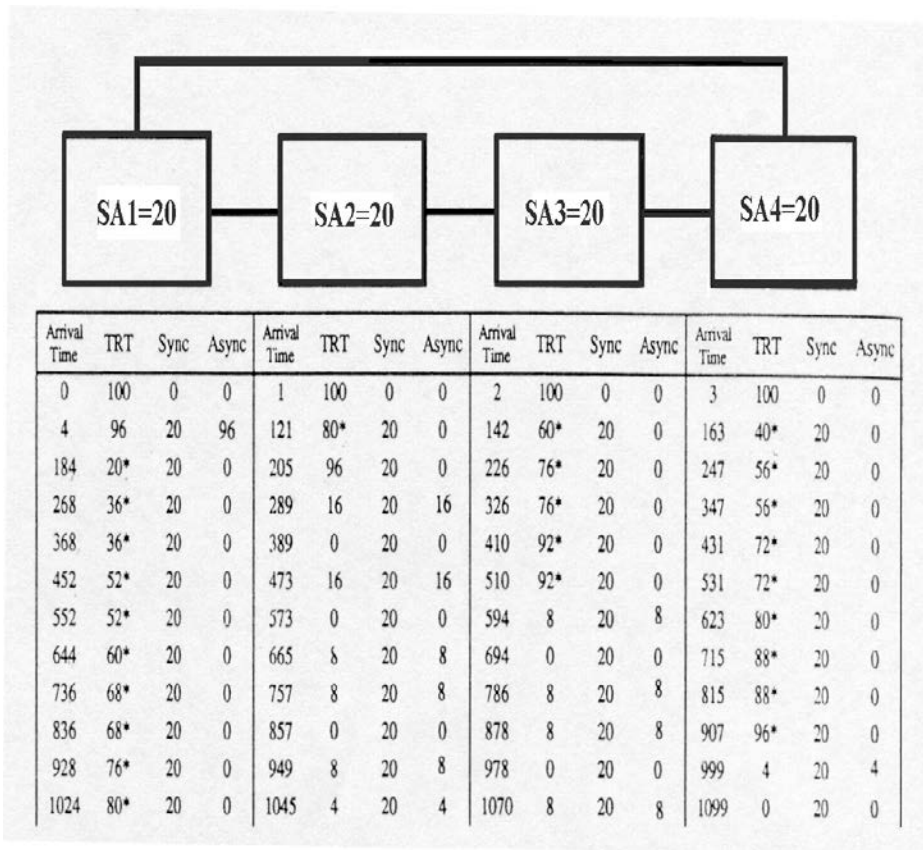 SA1=20 SA2=20 SA3=20 SA4=20
Arrival Time TRT Sync Async Arrival Time TRT Sync Async Arrival Time TRT Sync Async Arrival Time TRT Sync Async
0 100 0 0 1 100 0 0 2 100 0 0 3 100 0 0
4 96 20 96 121 80* 20 0 142 60* 20 0 163 40* 20 0
184 20* 20 0 205 96 20 0 226 76* 20 0 247 56* 20 0
268 36* 20 0 289 16 20 16 326 76* 20 0 347 56* 20 0
368 36* 20 0 389 0 20 0 410 92* 20 0 431 72* 20 0
452 52* 20 0 473 16 20 16 510 92* 20 0 531 72* 20 0
552 52* 20 0 573 0 20 0 594 8 20 8 623 80* 20 0
644 60* 20 0 665 8 20 8 694 0 20 0 715 88* 20 0
736 68* 20 0 757 8 20 8 786 8 20 8 815 88* 20 0
836 68* 20 0 857 0 20 0 878 8 20 8 907 96* 20 0
928 76* 20 0 949 8 20 8 978 0 20 0 999 4 20 4
1024 80* 20 0 1045 4 20 4 1070 8 20 8 1099 0 20 0